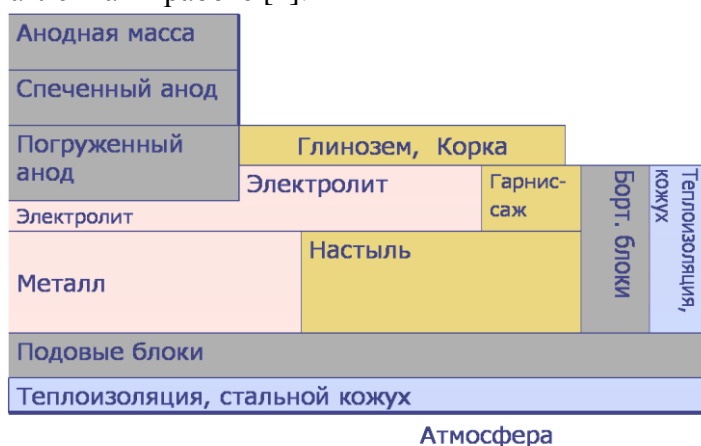 Анодная масса
Спеченный анод
Погруженный
анод
Глинозем, Корка
Электролит
Гарнис-
саж
Борт. блоки
Теплоизоляция,
кожух
Электролит
Настыль
Металл
Подовые блоки
Теплоизоляция, стальной кожух
Атмосфера